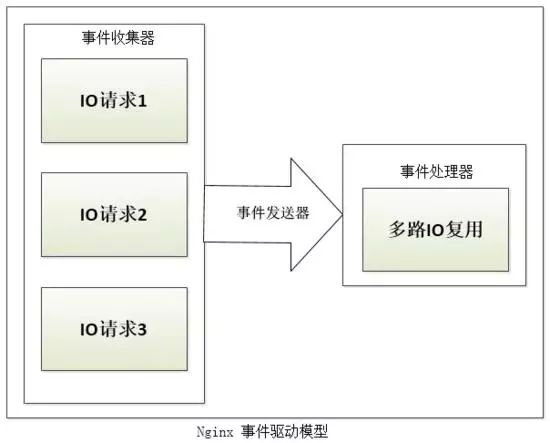 事件收集器
IO请求1
IO请求2
IO请求3
事件发送器
事件处理器
多路IO复用
Nginx 事件驱动模型